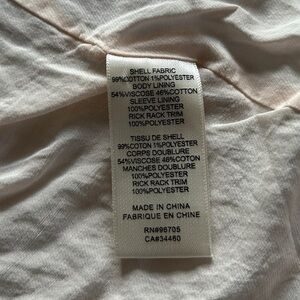 SHELL FABRIC
99%COTTON 1%POLYESTER
BODY LINING
54%VISCOSE 46%COTTON
SLEEVE LINING
100%POLYESTER
RICK RACK TRIM
100%POLYESTER
TISSU DE SHELL
99%COTON 1%POLYESTER
CORPS DOUBLURE
54%VISCOSE 46%COTON
MANCHES DOUBLURE
100%POLYESTER
RICK RACK TRIM
100%POLYESTER
MADE IN CHINA
FABRIQUE EN CHINE
RN#96705
CA#34460